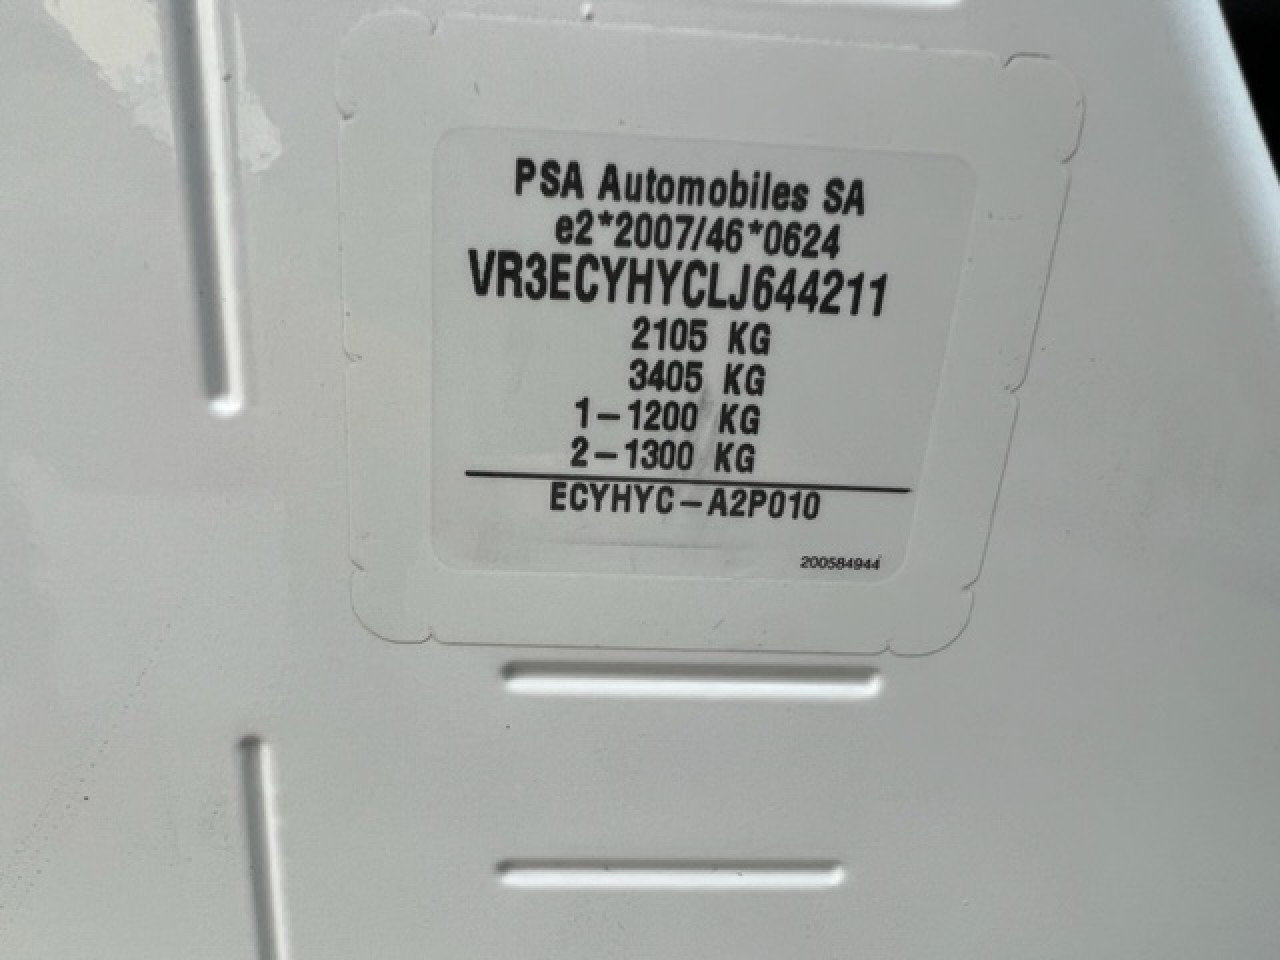 PSA Automobiles SA
e2*2007/46*0624
VR3ECYHYCLJ644211
2105 KG
3405 KG
1-1200 KG
2-1300 KG
ECYHYC-A2P010
200584944